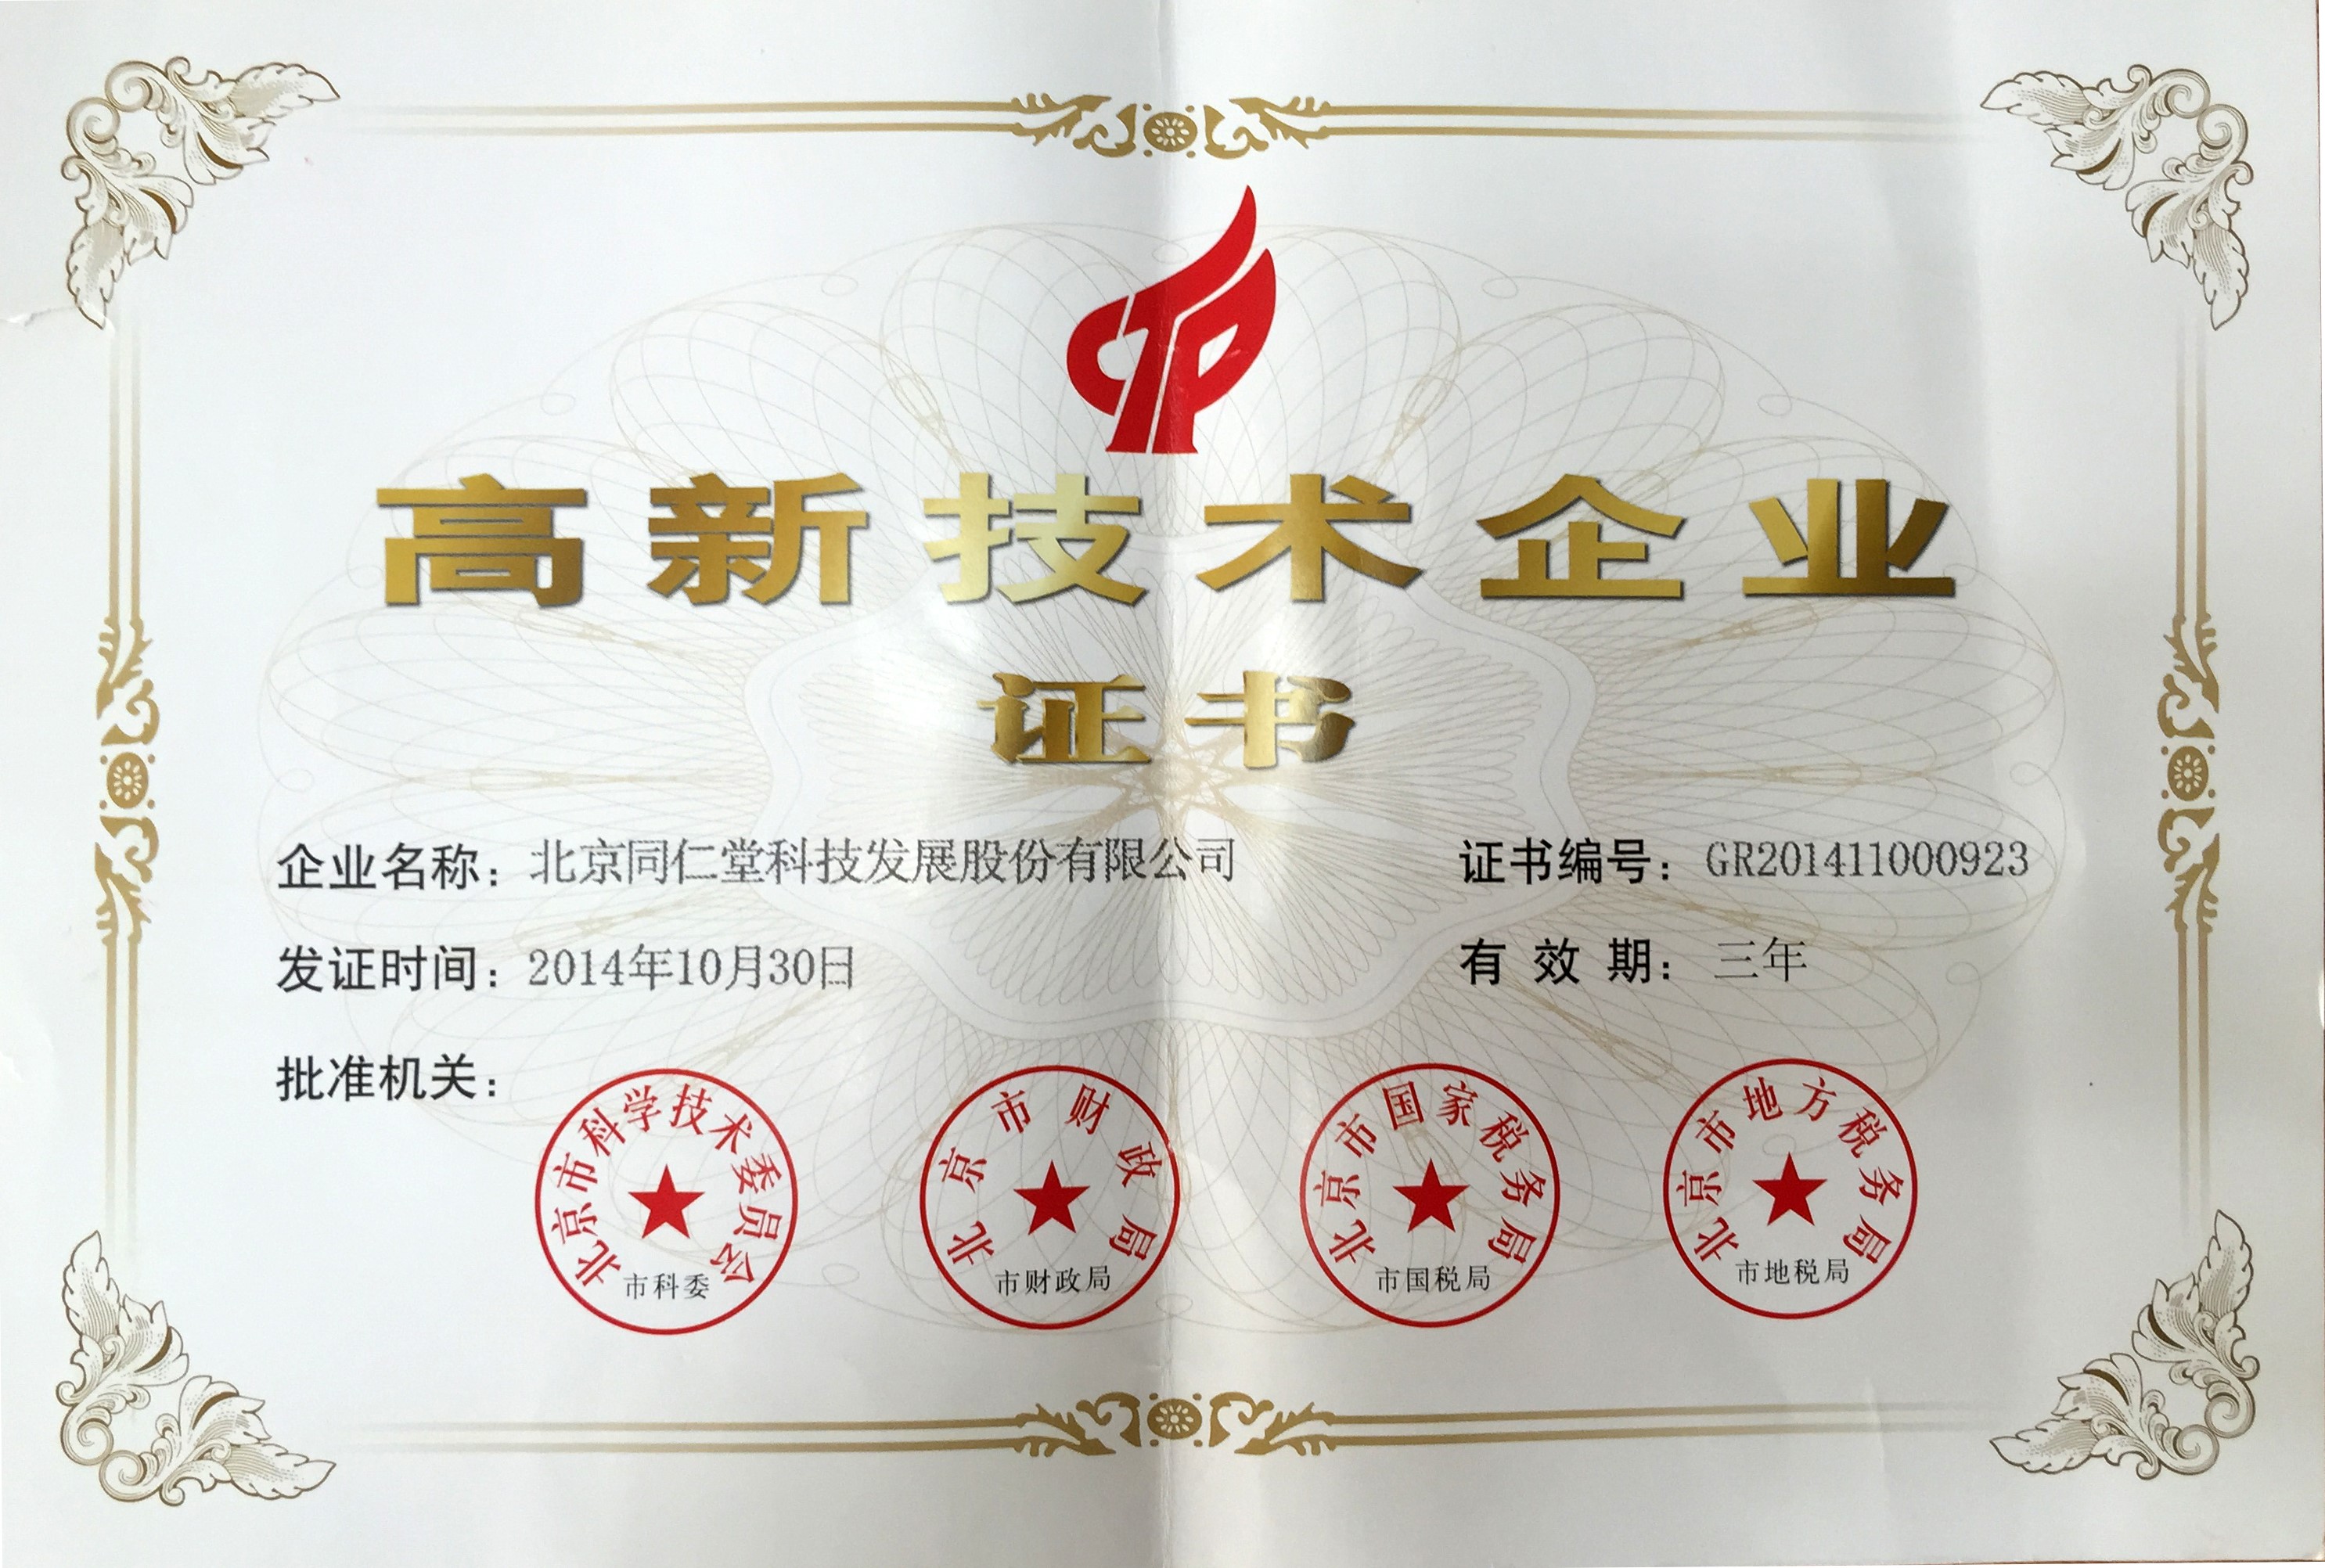 高新技术企业
证书
企业名称：北京同仁堂科技发展股份有限公司 证书编号：GR201411000923
发证时间：2014年10月30日 有效期：三年
批准机关：
北京市科学技术委员会 北京市财政局 北京市国家税务局 北京市地方税务局
市科委 市财政局 市国税局 市地税局